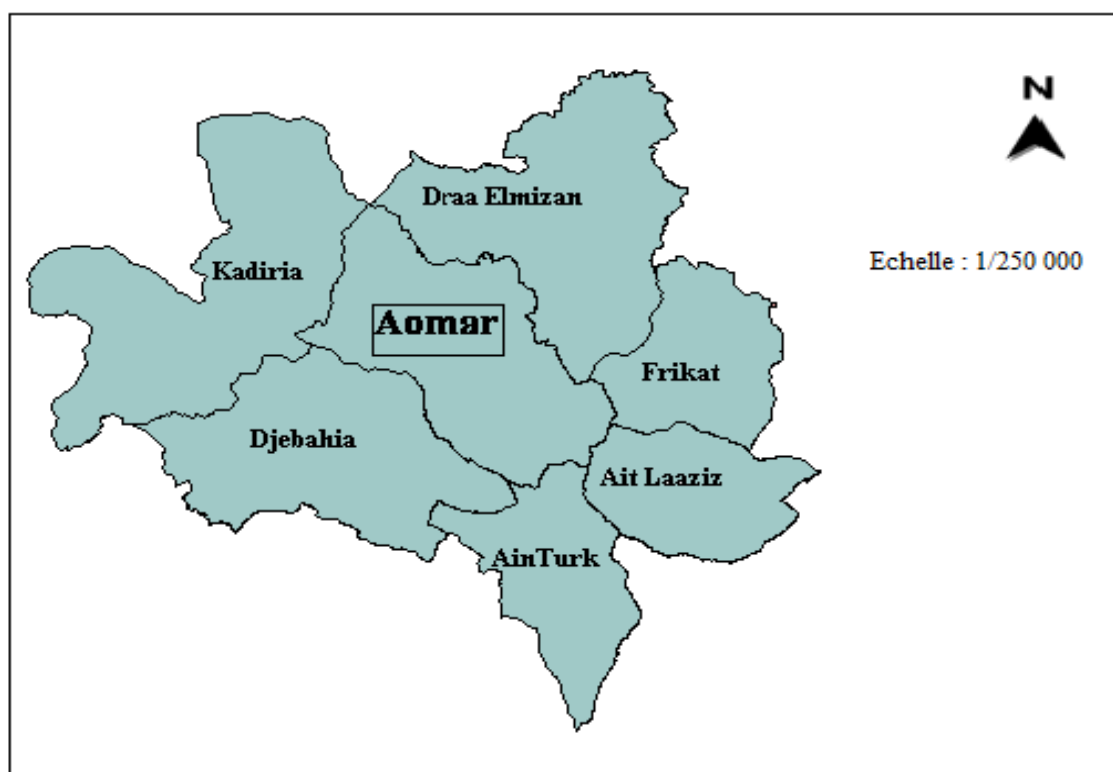 N
Draa Elmizan
Echelle : 1/250 000
Kadiria
Aomar
Frikat
Djebahia
Ait Laaziz
AinTurk